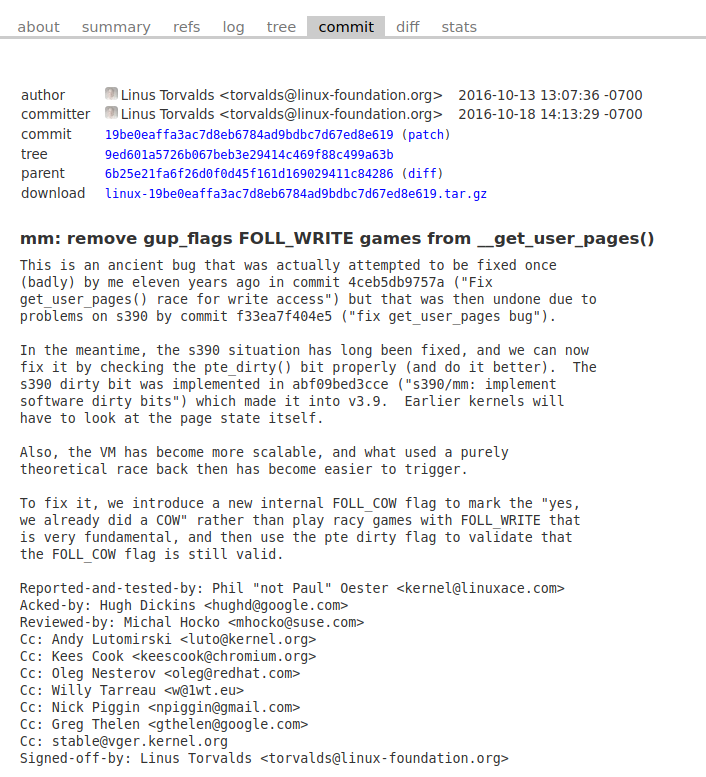 about summary refs log tree commit diff stats
author Linus Torvalds <torvalds@linux-foundation.org> 2016-10-13 13:07:36 -0700
committer Linus Torvalds <torvalds@linux-foundation.org> 2016-10-18 14:13:29 -0700
commit 19be0eaffa3ac7d8eb6784ad9bdbc7d67ed8e619 (patch)
tree 9ed601a5726b067beb3e29414c469f88c499a63b
parent 6b25e21fa6f26d0f0d45f161d169029411c84286 (diff)
download linux-19be0eaffa3ac7d8eb6784ad9bdbc7d67ed8e619.tar.gz
mm: remove gup_flags FOLL_WRITE games from __get_user_pages()
This is an ancient bug that was actually attempted to be fixed once
(badly) by me eleven years ago in commit 4ceb5db9757a ("Fix
get_user_pages() race for write access") but that was then undone due to
problems on s390 by commit f33ea7f404e5 ("fix get_user_pages bug").
In the meantime, the s390 situation has long been fixed, and we can now
fix it by checking the pte_dirty() bit properly (and do it better). The
s390 dirty bit was implemented in abf09bed3cce ("s390/mm: implement
software dirty bits") which made it into v3.9. Earlier kernels will
have to look at the page state itself.
Also, the VM has become more scalable, and what used a purely
theoretical race back then has become easier to trigger.
To fix it, we introduce a new internal FOLL_COW flag to mark the "yes,
we already did a COW" rather than play racy games with FOLL_WRITE that
is very fundamental, and then use the pte dirty flag to validate that
the FOLL_COW flag is still valid.
Reported-and-tested-by: Phil "not Paul" Oester <kernel@linuxace.com>
Acked-by: Hugh Dickins <hughd@google.com>
Reviewed-by: Michal Hocko <mhocko@suse.com>
Cc: Andy Lutomirski <luto@kernel.org>
Cc: Kees Cook <keescook@chromium.org>
Cc: Oleg Nesterov <oleg@redhat.com>
Cc: Willy Tarreau <w@1wt.eu>
Cc: Nick Piggin <npiggin@gmail.com>
Cc: Greg Thelen <gthelen@google.com>
Cc: stable@vger.kernel.org
Signed-off-by: Linus Torvalds <torvalds@linux-foundation.org>